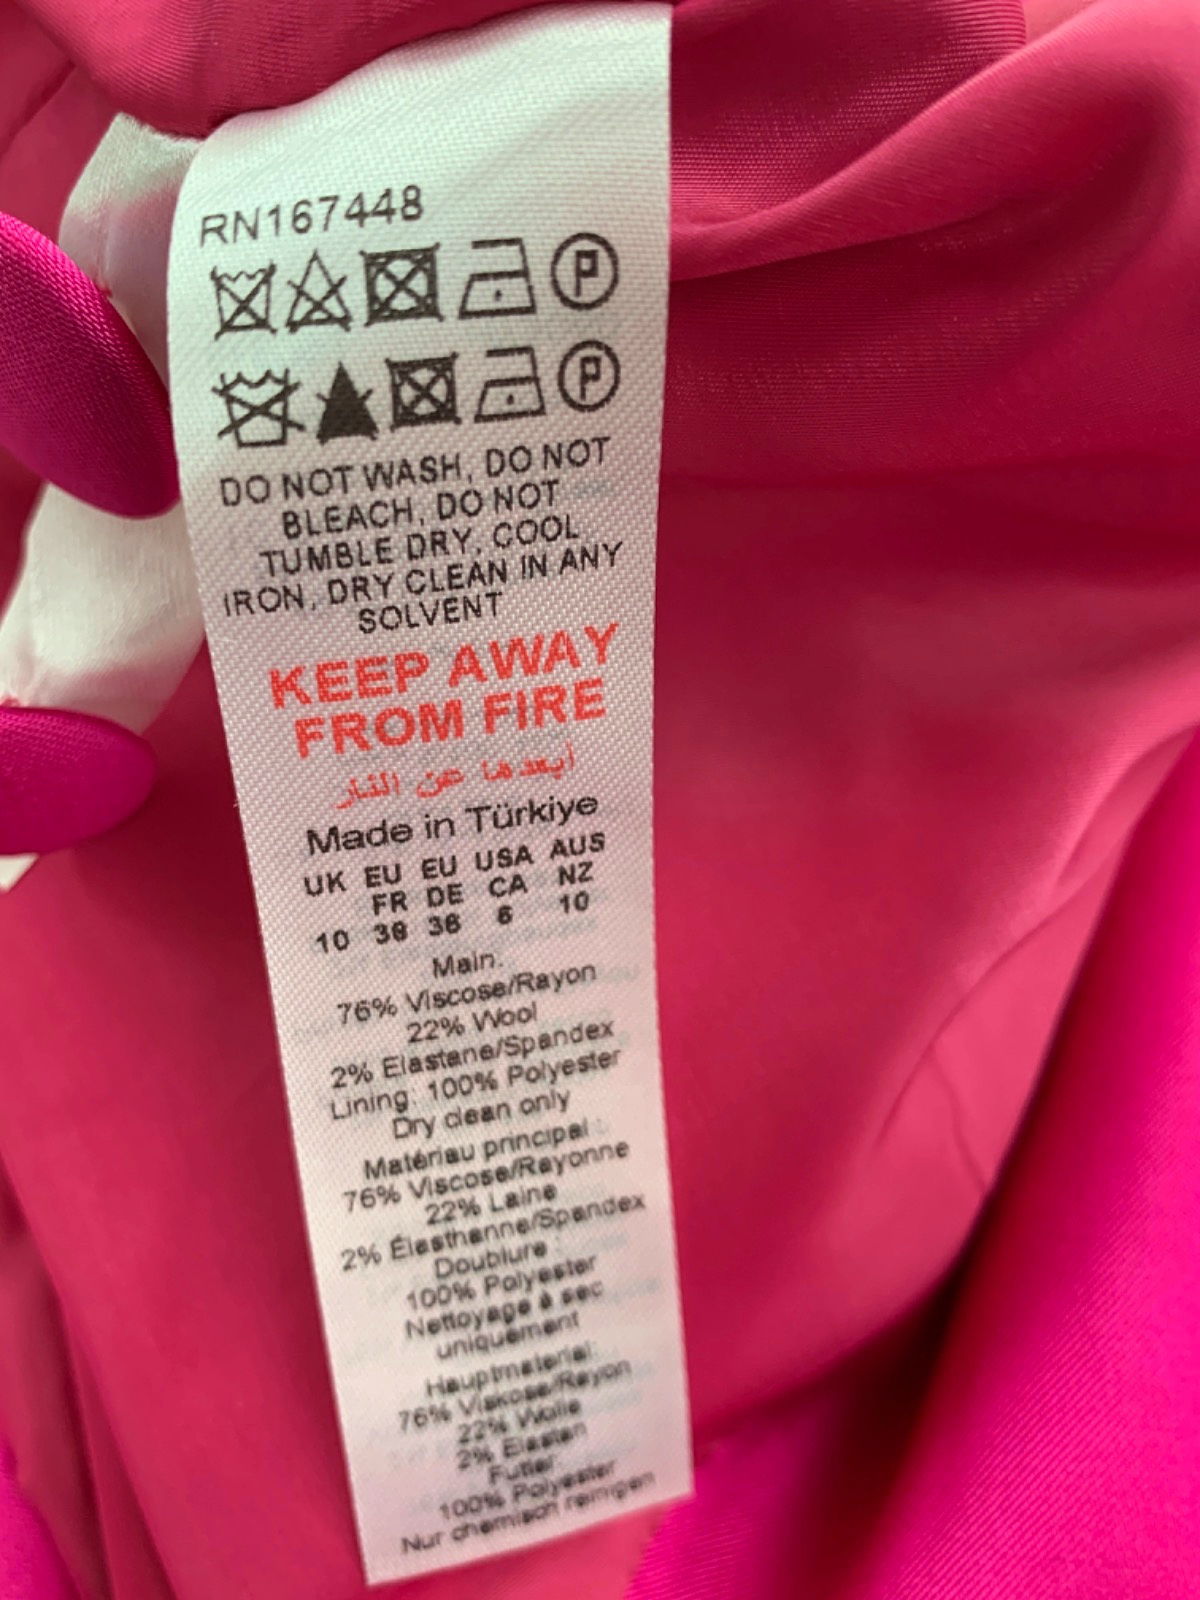 RN167448
DO NOT WASH, DO NOT
BLEACH, DO NOT
TUMBLE DRY, COOL
IRON, DRY CLEAN IN ANY
SOLVENT
KEEP AWAY
FROM FIRE
أبعدها عن النار
Made in Türkiye
UK EU EU USA AUS
FR DE CA NZ
10 38 36 6 10
Main:
76% Viscose/Rayon
22% Wool
2% Elastane/Spandex
Lining: 100% Polyester
Dry clean only
Matériau principal :
76% Viscose/Rayonne
22% Laine
2% Élasthanne/Spandex
Doublure :
100% Polyester
Nettoyage à sec
uniquement
Hauptmaterial:
76% Viskose/Rayon
22% Wolle
2% Elastan
Futter:
100% Polyester
Nur chemisch reinigen